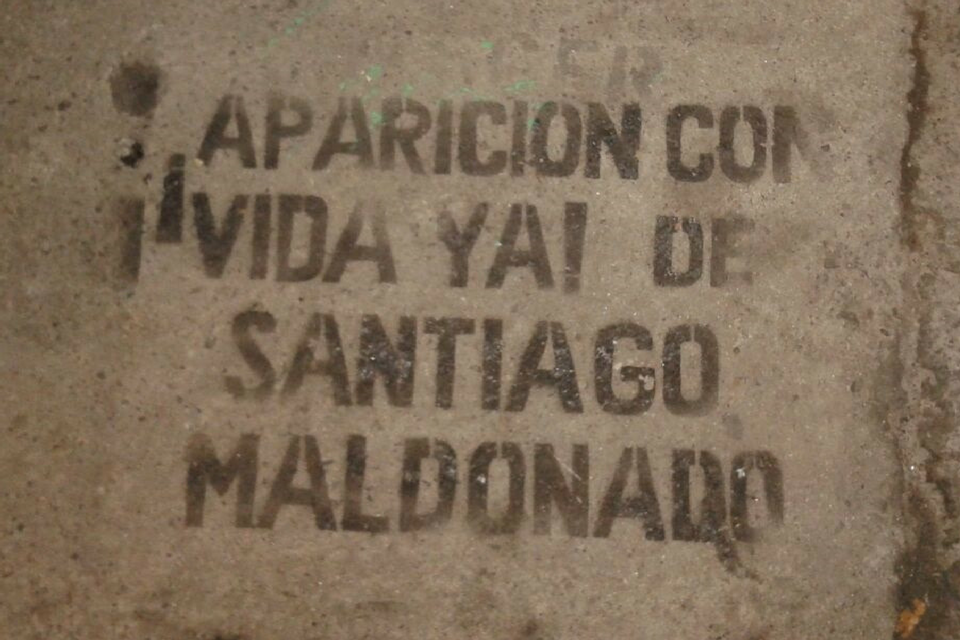 APARICION CON
¡VIDA YA! DE
SANTIAGO
MALDONADO